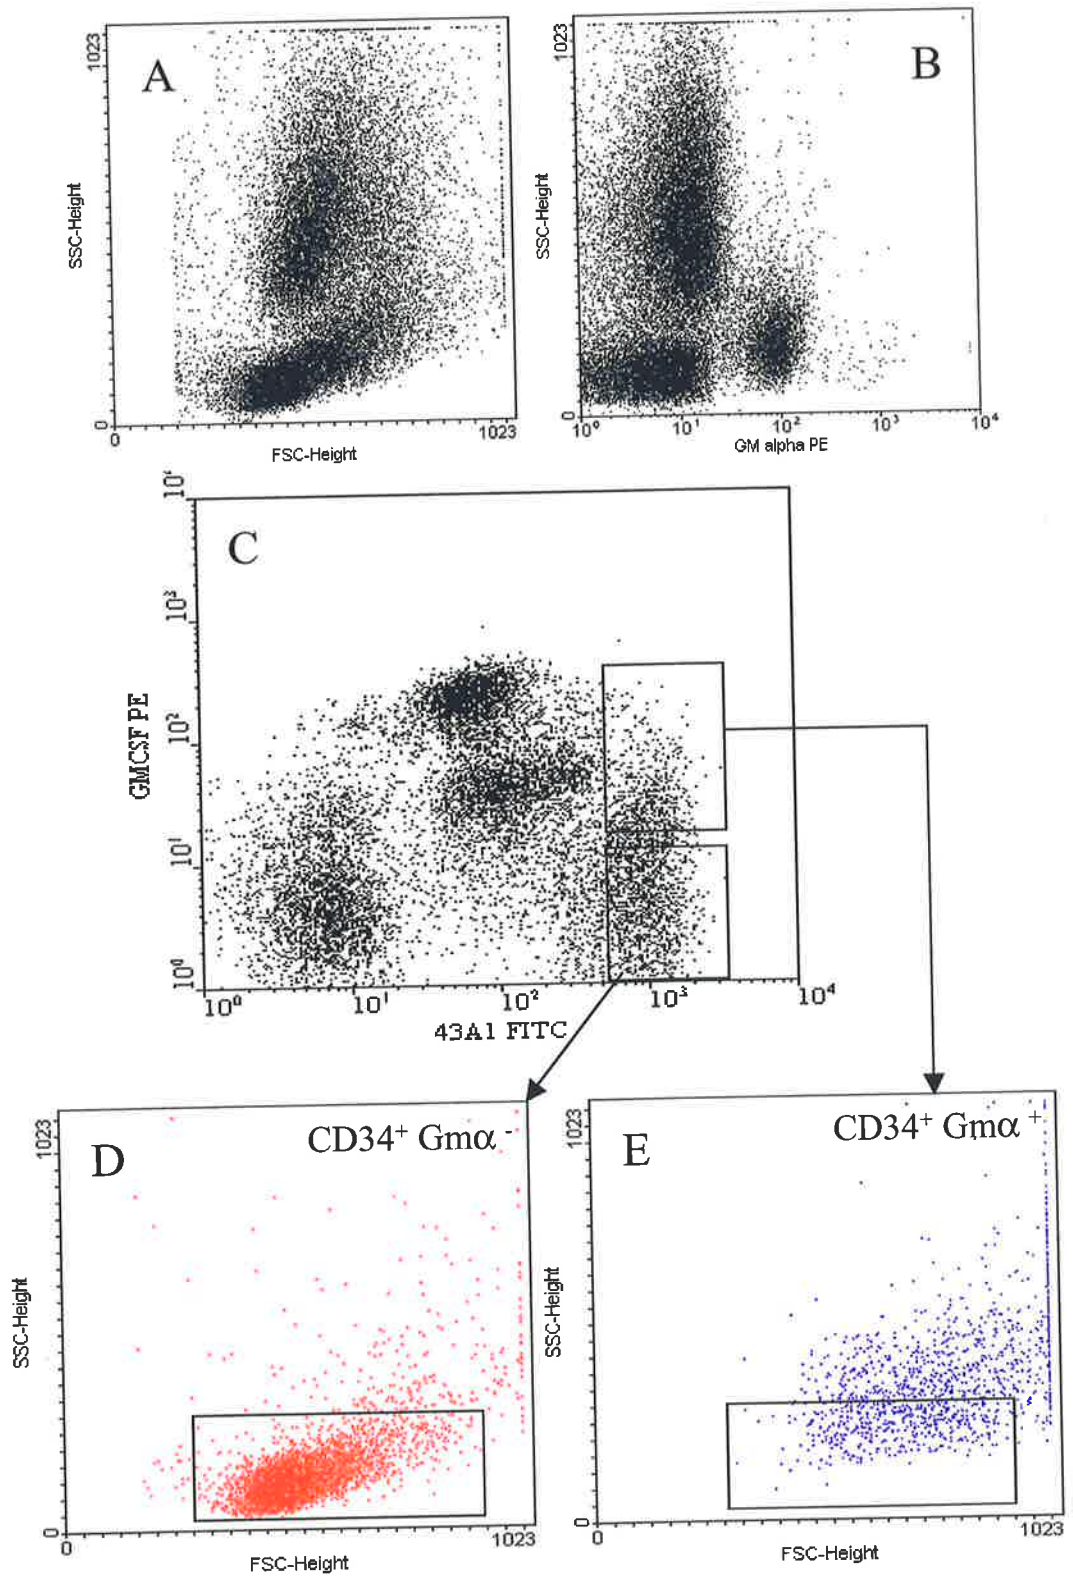 A
1023
SSC-Height
0
0
1023
FSC-Height
B
1023
SSC-Height
0
10⁰
10¹
10²
10³
10⁴
GM alpha PE
C
10⁴
10³
10²
10¹
10⁰
GMCSF PE
10⁰
10¹
10²
10³
10⁴
43A1 FITC
D
CD34⁺ Gmα⁻
1023
SSC-Height
0
0
1023
FSC-Height
E
CD34⁺ Gmα⁺
1023
SSC-Height
0
0
1023
FSC-Height